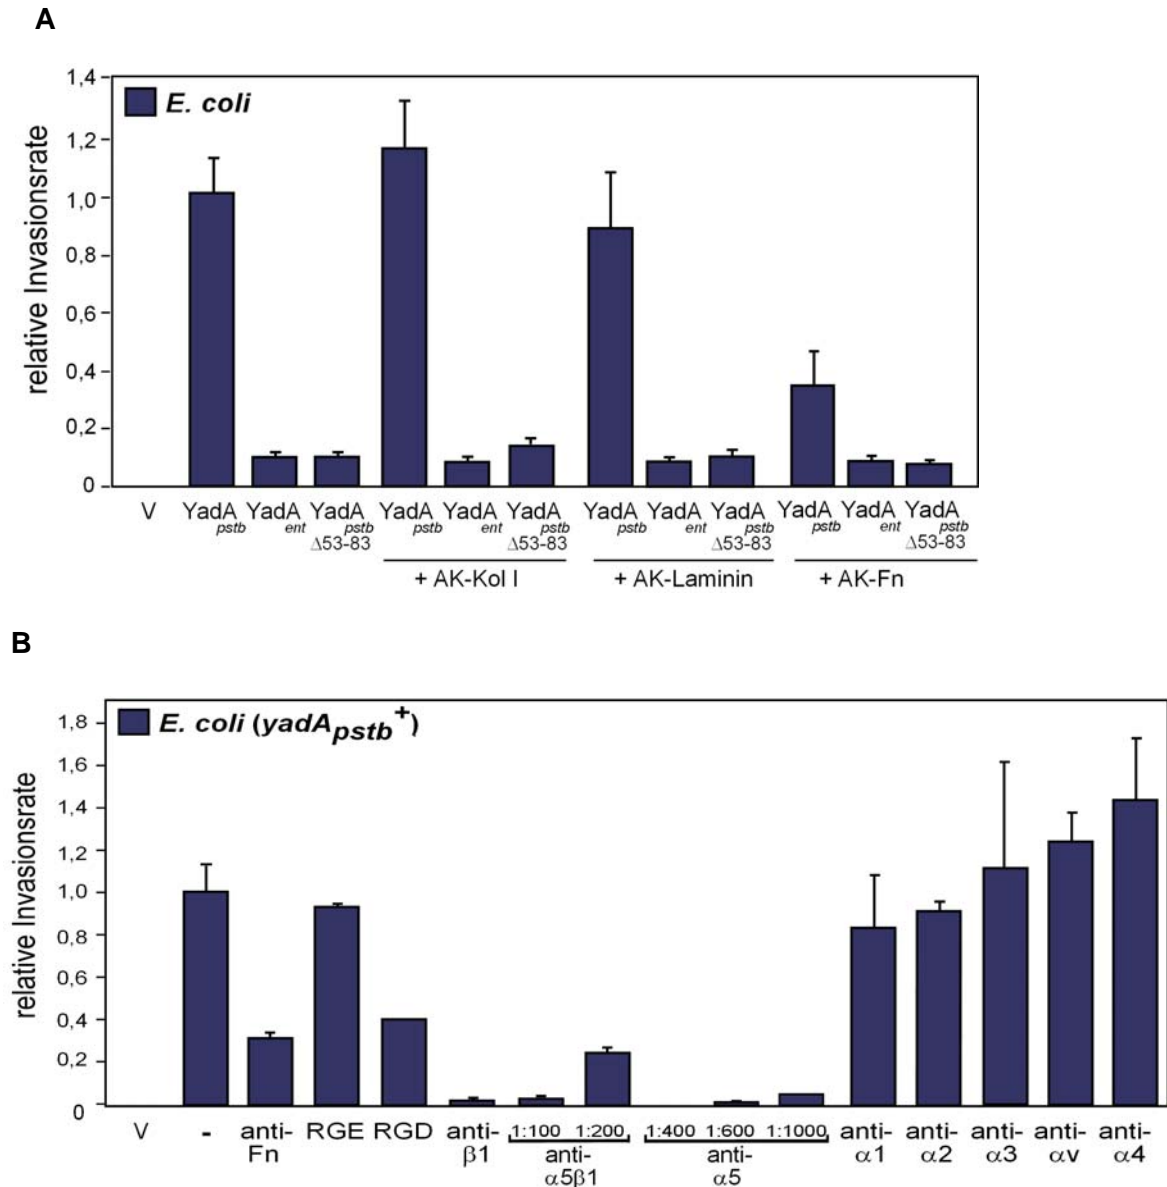 A
E. coli
relative Invasionsrate
1,4
1,2
1,0
0,8
0,6
0,4
0,2
0
V YadA pstb YadA ent YadA pstb Δ53-83 YadA pstb YadA ent YadA pstb Δ53-83 YadA pstb YadA ent YadA pstb Δ53-83 YadA pstb YadA ent YadA pstb Δ53-83
+ AK-Kol I + AK-Laminin + AK-Fn
B
E. coli (yadApstb+)
relative Invasionsrate
1,8
1,6
1,4
1,2
1,0
0,8
0,6
0,4
0,2
0
V - anti-Fn RGE RGD anti-β1 1:100 1:200 1:400 1:600 1:1000 anti-α1 anti-α2 anti-α3 anti-αv anti-α4
anti-α5β1 anti-α5